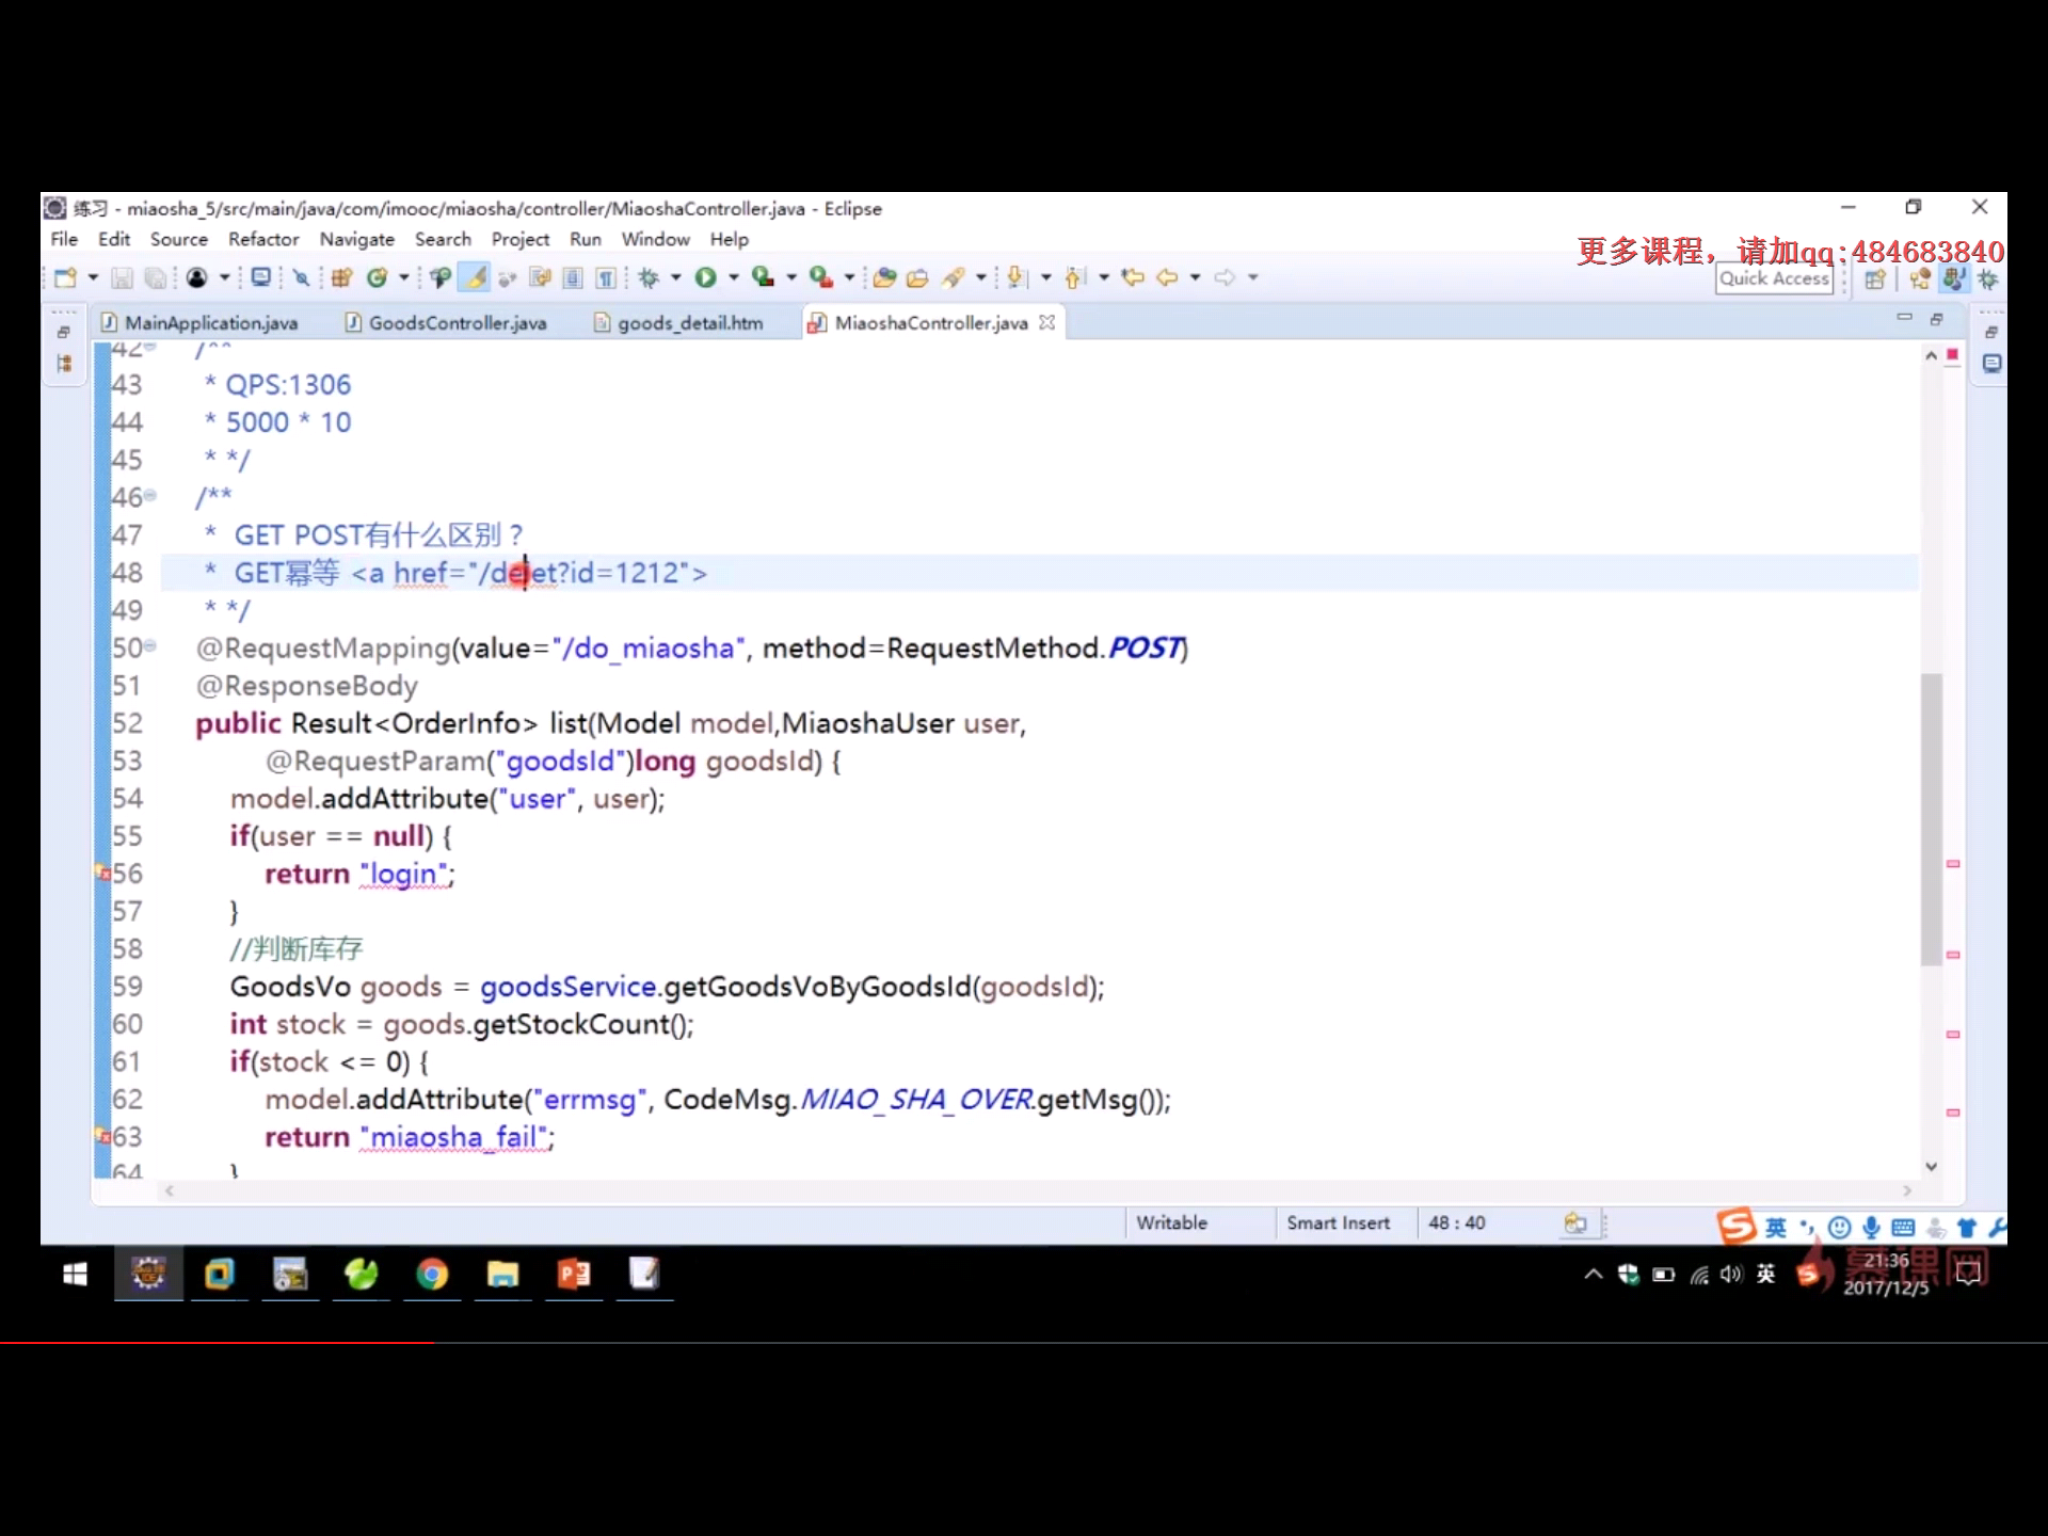 练习 - miaosha_5/src/main/java/com/imooc/miaosha/controller/MiaoshaController.java - Eclipse
File Edit Source Refactor Navigate Search Project Run Window Help
更多课程，请加qq:484683840
Quick Access
MainApplication.java GoodsController.java goods_detail.htm MiaoshaController.java
42 /**
43 * QPS:1306
44 * 5000 * 10
45 * */
46 /**
47 * GET POST有什么区别？
48 * GET幂等 <a href="/delet?id=1212">
49 * */
50 @RequestMapping(value="/do_miaosha", method=RequestMethod.POST)
51 @ResponseBody
52 public Result<OrderInfo> list(Model model,MiaoshaUser user,
53 @RequestParam("goodsId")long goodsId) {
54 model.addAttribute("user", user);
55 if(user == null) {
56 return "login";
57 }
58 //判断库存
59 GoodsVo goods = goodsService.getGoodsVoByGoodsId(goodsId);
60 int stock = goods.getStockCount();
61 if(stock <= 0) {
62 model.addAttribute("errmsg", CodeMsg.MIAO_SHA_OVER.getMsg());
63 return "miaosha_fail";
64 }
Writable Smart Insert 48 : 40
英
英 21:36
2017/12/5
慕课网